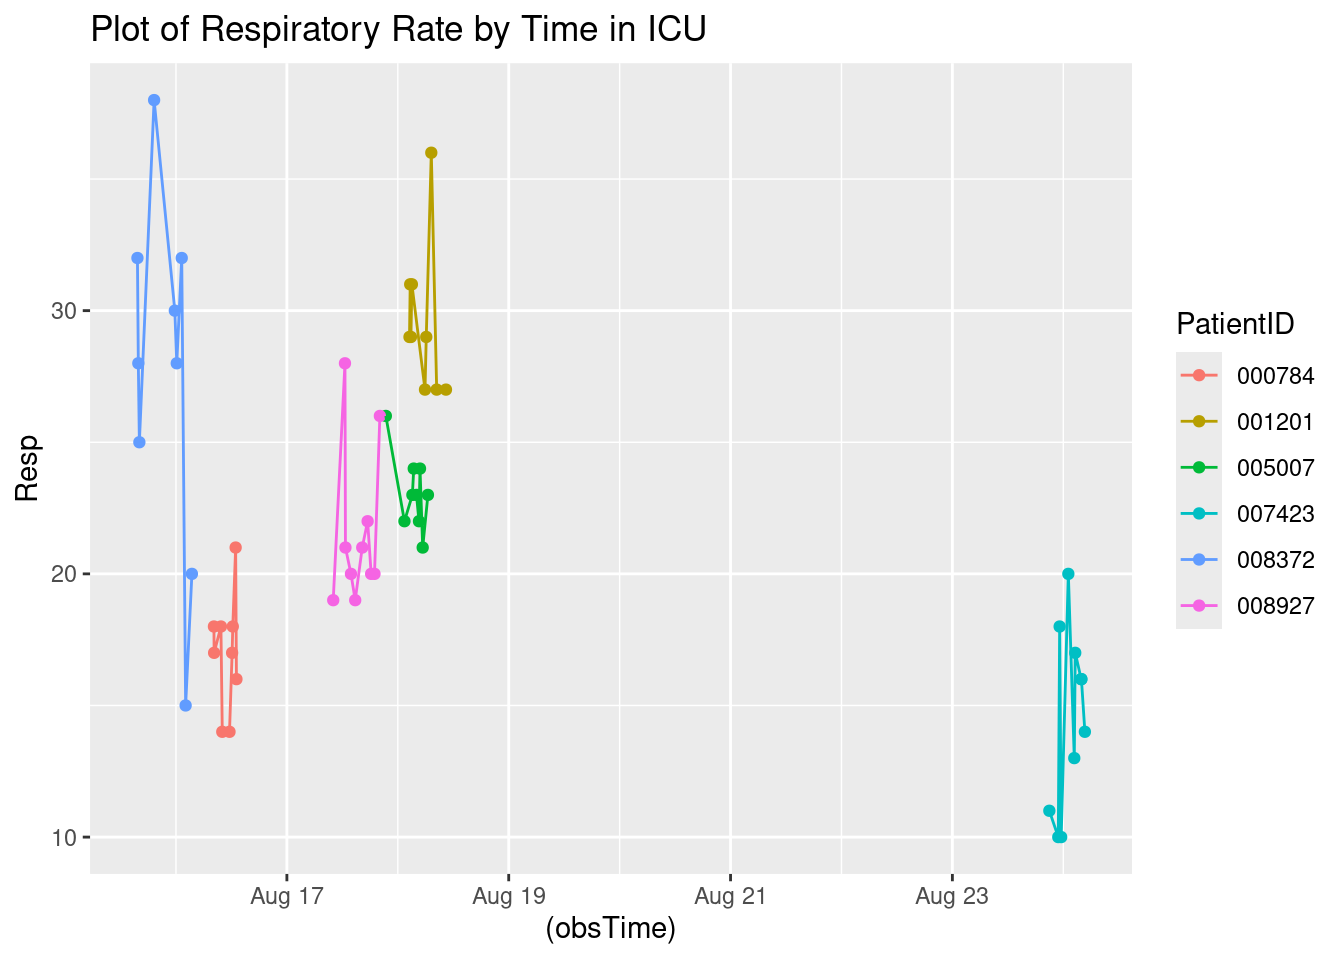 Plot of Respiratory Rate by Time in ICU
Resp
30
20
10
Aug 17
Aug 19
Aug 21
Aug 23
(obsTime)
PatientID
000784
001201
005007
007423
008372
008927